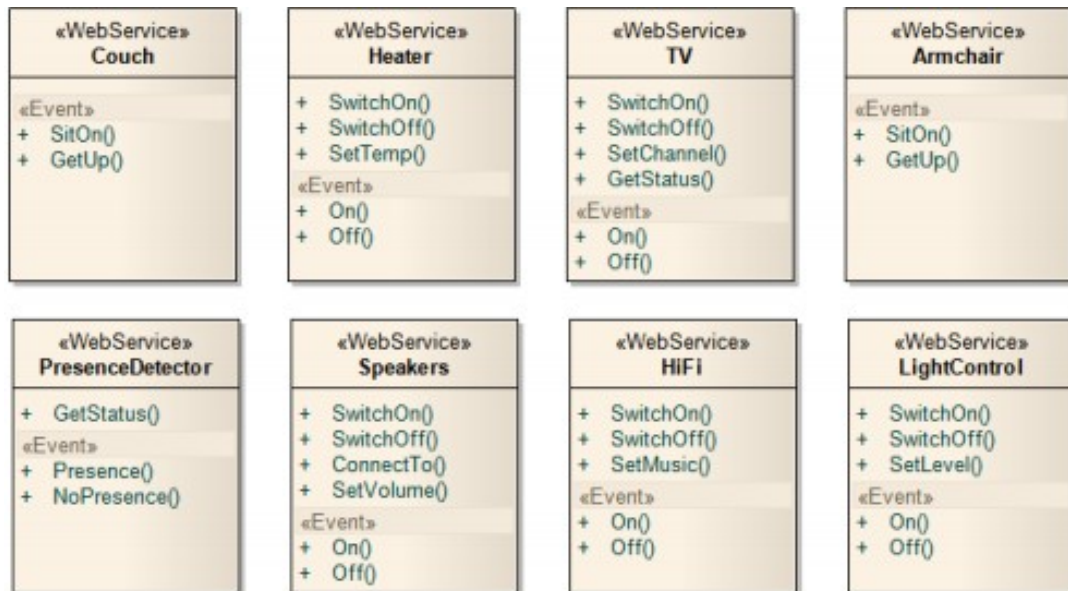 «WebService»
Couch
«Event»
+ SitOn()
+ GetUp()
«WebService»
Heater
+ SwitchOn()
+ SwitchOff()
+ SetTemp()
«Event»
+ On()
+ Off()
«WebService»
TV
+ SwitchOn()
+ SwitchOff()
+ SetChannel()
+ GetStatus()
«Event»
+ On()
+ Off()
«WebService»
Armchair
«Event»
+ SitOn()
+ GetUp()
«WebService»
PresenceDetector
+ GetStatus()
«Event»
+ Presence()
+ NoPresence()
«WebService»
Speakers
+ SwitchOn()
+ SwitchOff()
+ ConnectTo()
+ SetVolume()
«Event»
+ On()
+ Off()
«WebService»
HiFi
+ SwitchOn()
+ SwitchOff()
+ SetMusic()
«Event»
+ On()
+ Off()
«WebService»
LightControl
+ SwitchOn()
+ SwitchOff()
+ SetLevel()
«Event»
+ On()
+ Off()